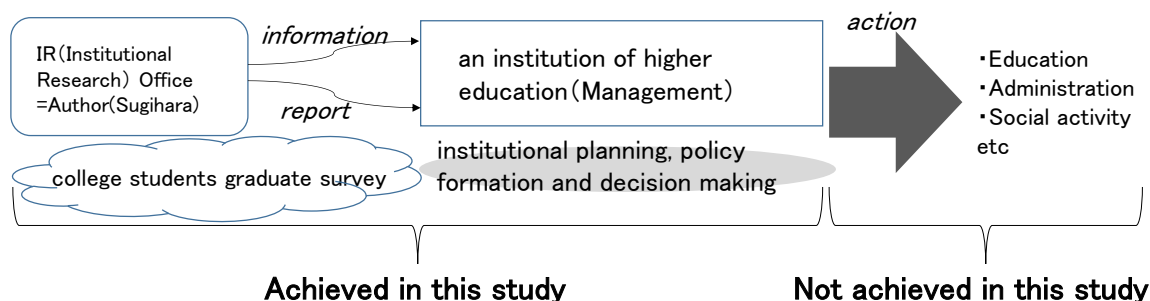 IR(Institutional
Research) Office
=Author(Sugihara)
information
report
an institution of higher
education(Management)
action
・Education
・Administration
・Social activity
etc
college students graduate survey
institutional planning, policy
formation and decision making
Achieved in this study
Not achieved in this study